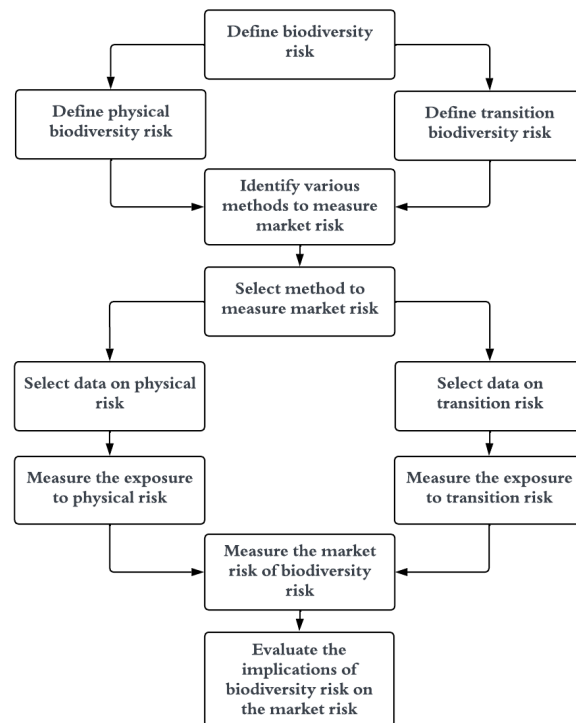 Define biodiversity
risk
Define physical
biodiversity risk
Define transition
biodiversity risk
Identify various
methods to measure
market risk
Select method to
measure market risk
Select data on physical
risk
Select data on
transition risk
Measure the exposure
to physical risk
Measure the exposure
to transition risk
Measure the market
risk of biodiversity
risk
Evaluate the
implications of
biodiversity risk on
the market risk